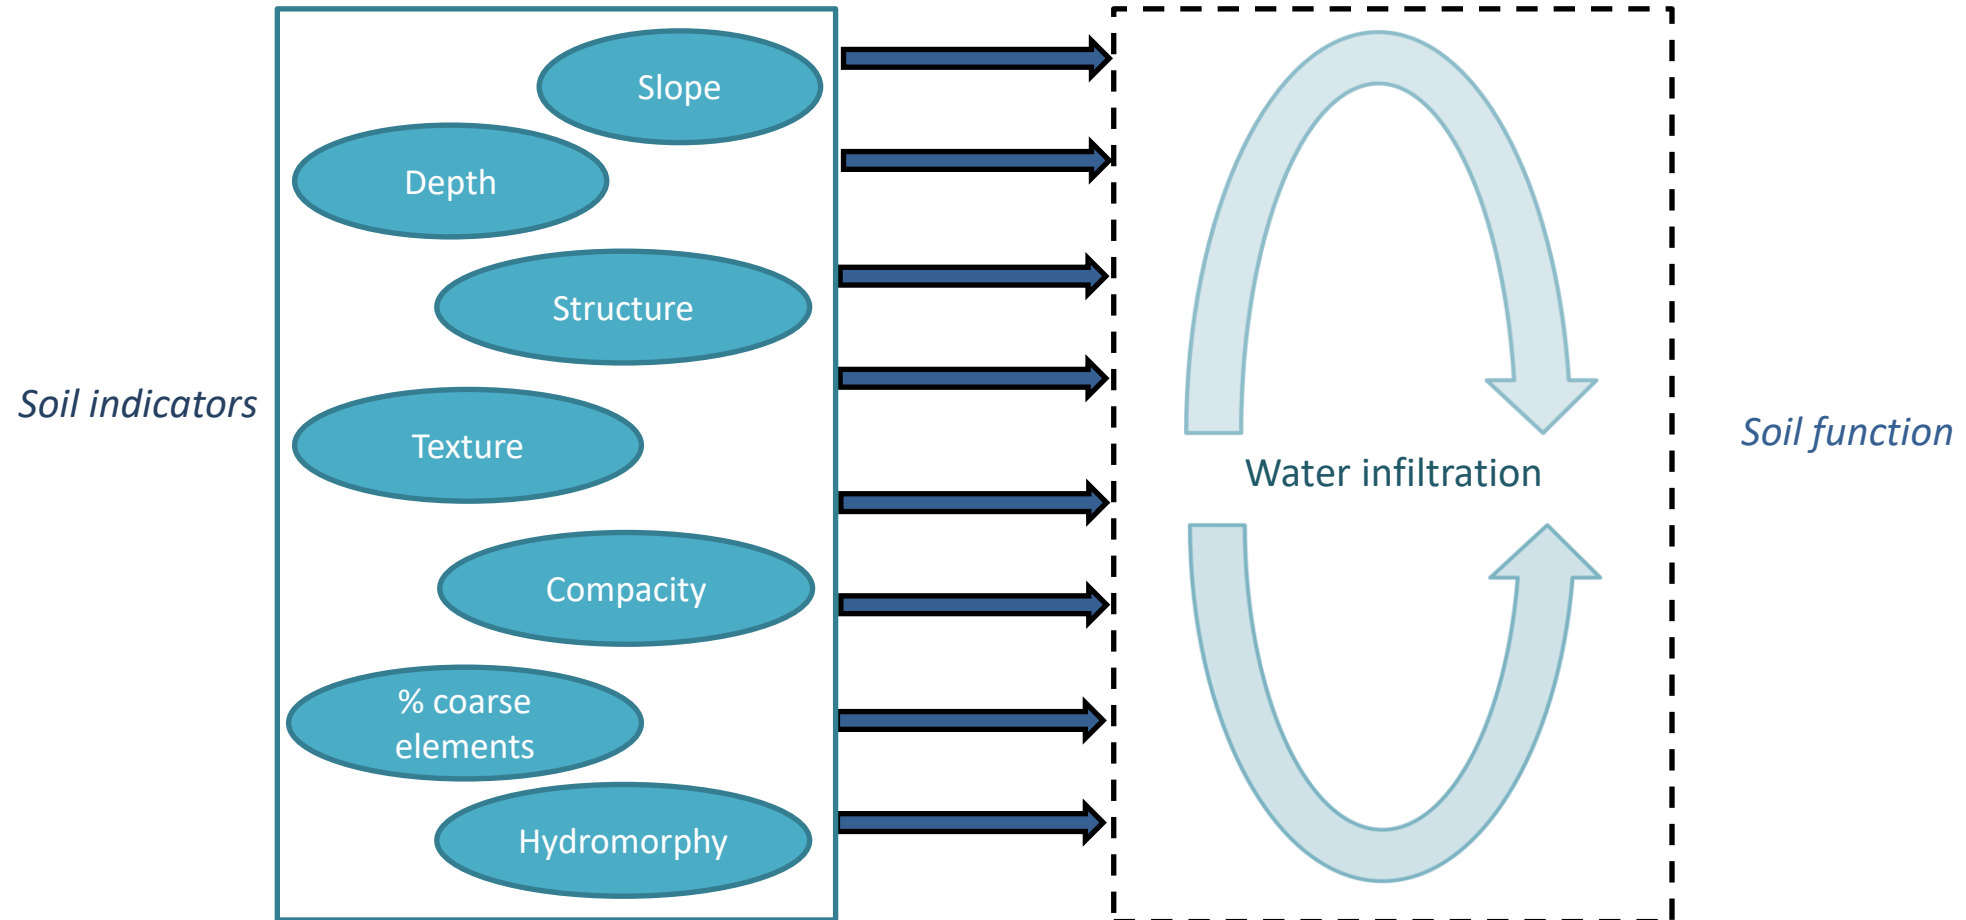 Soil indicators
Slope
Depth
Structure
Texture
Compacity
% coarse
elements
Hydromorphy
Water infiltration
Soil function